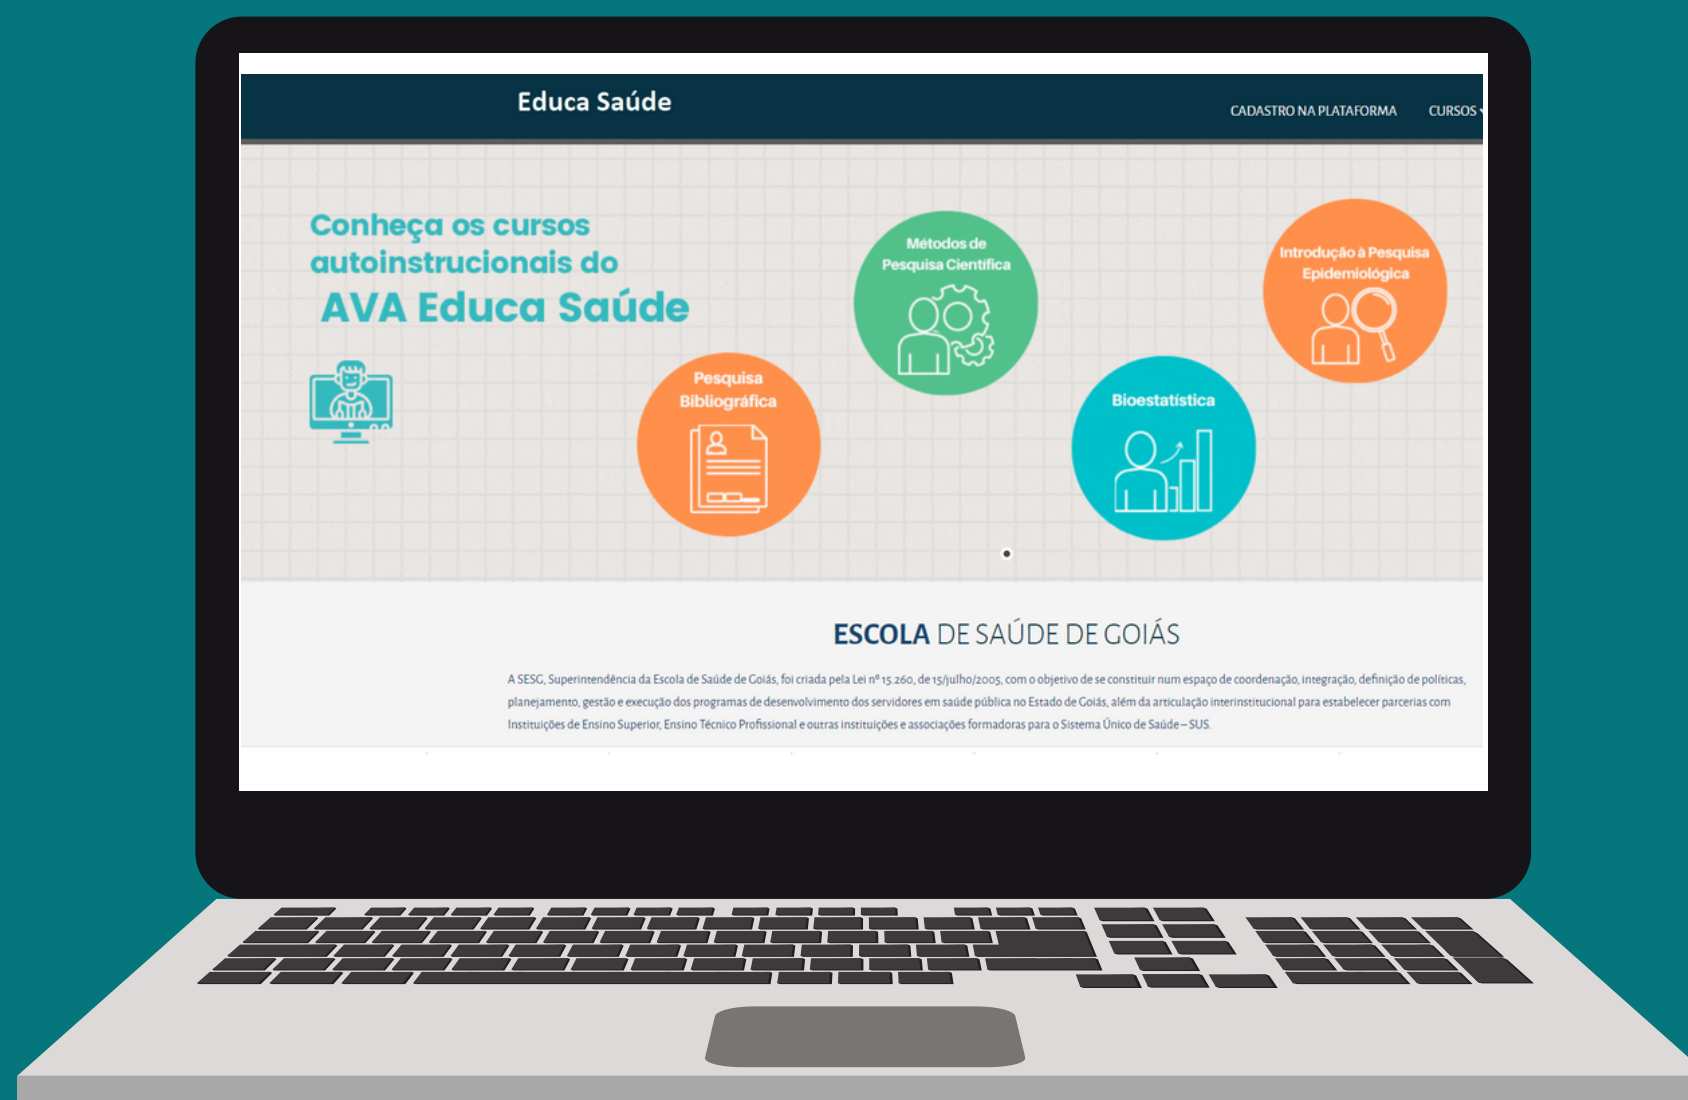 Educa Saúde
CADASTRO NA PLATAFORMA
CURSOS
Conheça os cursos
autoinstrucionais do
AVA Educa Saúde
Pesquisa
Bibliográfica
Métodos de
Pesquisa Científica
Bioestatística
Introdução à Pesquisa
Epidemiológica
ESCOLA DE SAÚDE DE GOIÁS
A SESG, Superintendência da Escola de Saúde de Goiás, foi criada pela Lei nº 15.260, de 15/julho/2005, com o objetivo de se constituir num espaço de coordenação, integração, definição de políticas,
planejamento, gestão e execução dos programas de desenvolvimento dos servidores em saúde pública no Estado de Goiás, além da articulação interinstitucional para estabelecer parcerias com
Instituições de Ensino Superior, Ensino Técnico Profissional e outras instituições e associações formadoras para o Sistema Único de Saúde – SUS.